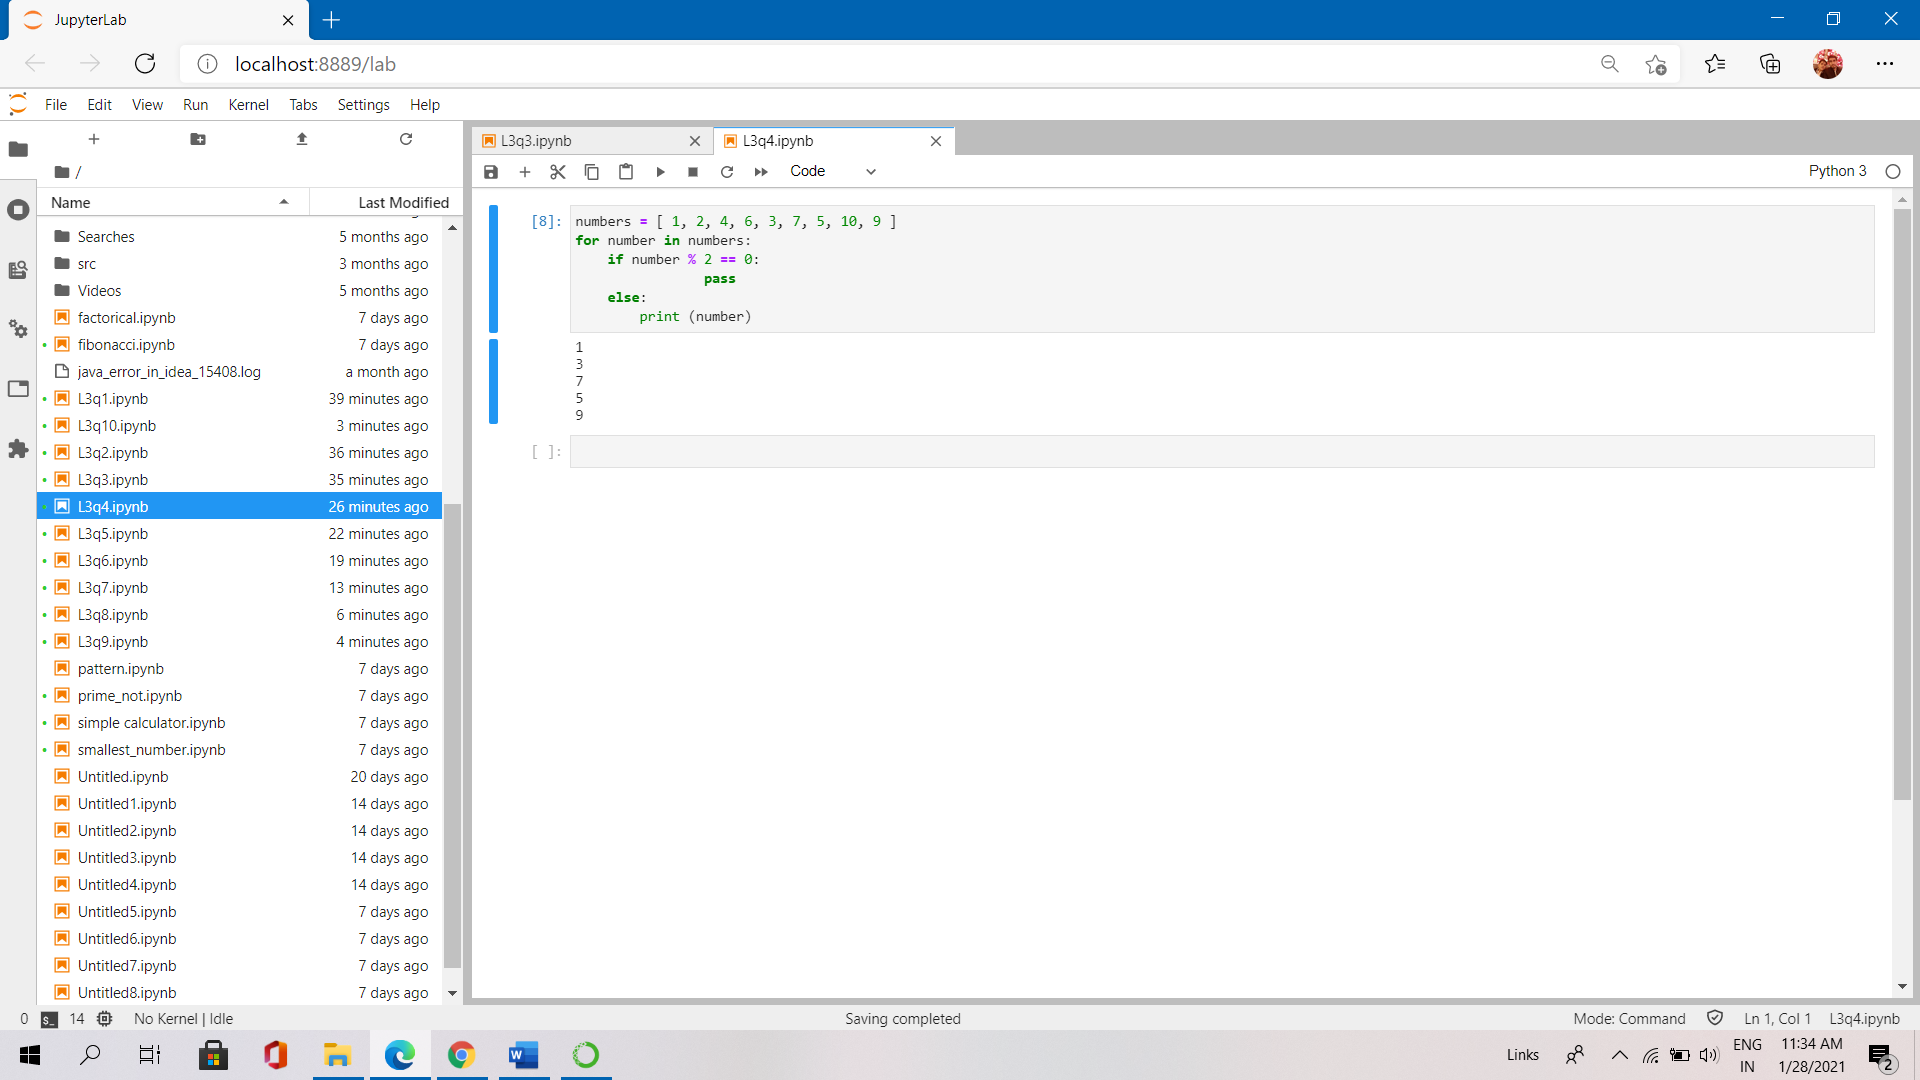 JupyterLab
localhost:8889/lab
File Edit View Run Kernel Tabs Settings Help
/
Name Last Modified
Searches 5 months ago
src 3 months ago
Videos 5 months ago
factorical.ipynb 7 days ago
fibonacci.ipynb 7 days ago
java_error_in_idea_15408.log a month ago
L3q1.ipynb 39 minutes ago
L3q10.ipynb 3 minutes ago
L3q2.ipynb 36 minutes ago
L3q3.ipynb 35 minutes ago
L3q4.ipynb 26 minutes ago
L3q5.ipynb 22 minutes ago
L3q6.ipynb 19 minutes ago
L3q7.ipynb 13 minutes ago
L3q8.ipynb 6 minutes ago
L3q9.ipynb 4 minutes ago
pattern.ipynb 7 days ago
prime_not.ipynb 7 days ago
simple calculator.ipynb 7 days ago
smallest_number.ipynb 7 days ago
Untitled.ipynb 20 days ago
Untitled1.ipynb 14 days ago
Untitled2.ipynb 14 days ago
Untitled3.ipynb 14 days ago
Untitled4.ipynb 14 days ago
Untitled5.ipynb 7 days ago
Untitled6.ipynb 7 days ago
Untitled7.ipynb 7 days ago
Untitled8.ipynb 7 days ago
L3q3.ipynb L3q4.ipynb
Code Python 3
[8]: numbers = [ 1, 2, 4, 6, 3, 7, 5, 10, 9 ]
for number in numbers:
    if number % 2 == 0:
                pass
    else:
        print (number)
1
3
7
5
9
[ ]:
0 14 No Kernel | Idle Saving completed Mode: Command Ln 1, Col 1 L3q4.ipynb
Links ENG IN 11:34 AM 1/28/2021 2